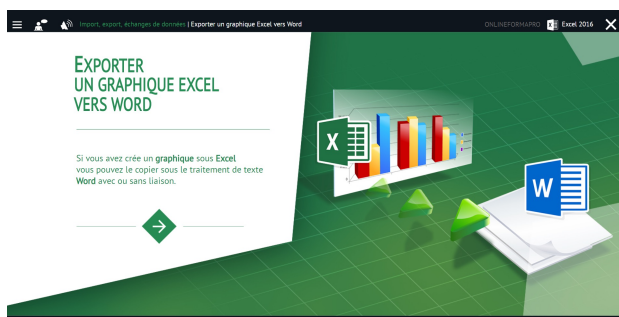 Import, export, échanges de données | Exporter un graphique Excel vers Word
ONLINEFORMAPRO Excel 2016
EXPORTER
UN GRAPHIQUE EXCEL
VERS WORD
Si vous avez crée un graphique sous Excel
vous pouvez le copier sous le traitement de texte
Word avec ou sans liaison.
X
W